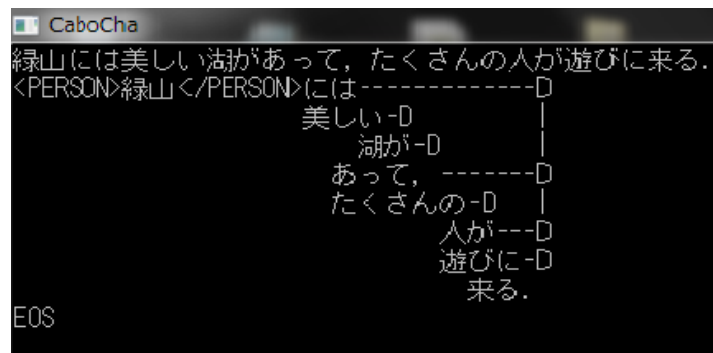 CaboCha
緑山には美しい湖があって，たくさんの人が遊びに来る．
<PERSON>緑山</PERSON>には-------------D
美しい-D |
湖が-D |
あって，-------D
たくさんの-D |
人が---D
遊びに-D
来る．
EOS